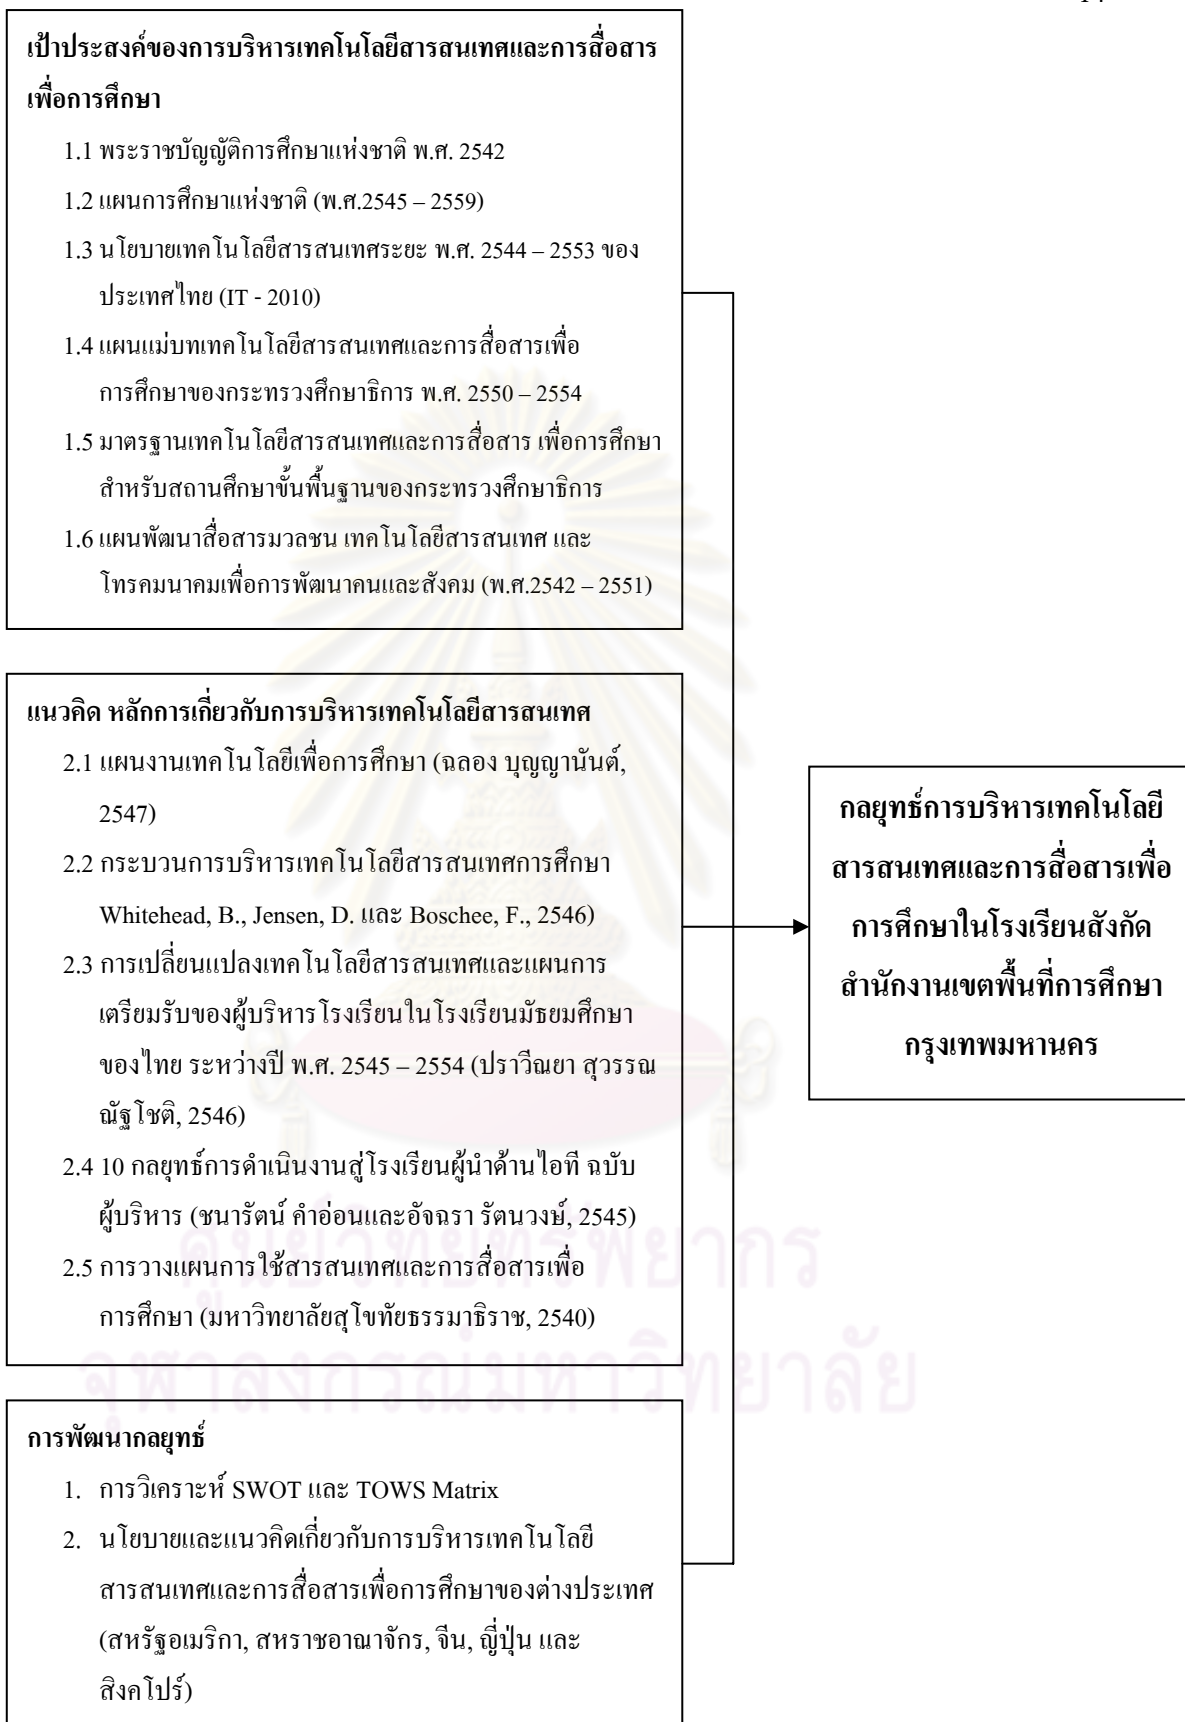 เป้าประสงค์ของการบริหารเทคโนโลยีสารสนเทศและการสื่อสาร
เพื่อการศึกษา
1.1 พระราชบัญญัติการศึกษาแห่งชาติ พ.ศ. 2542
1.2 แผนการศึกษาแห่งชาติ (พ.ศ.2545 – 2559)
1.3 นโยบายเทคโนโลยีสารสนเทศระยะ พ.ศ. 2544 – 2553 ของ
ประเทศไทย (IT - 2010)
1.4 แผนแม่บทเทคโนโลยีสารสนเทศและการสื่อสารเพื่อ
การศึกษาของกระทรวงศึกษาธิการ พ.ศ. 2550 – 2554
1.5 มาตรฐานเทคโนโลยีสารสนเทศและการสื่อสาร เพื่อการศึกษา
สำหรับสถานศึกษาขั้นพื้นฐานของกระทรวงศึกษาธิการ
1.6 แผนพัฒนาสื่อสารมวลชน เทคโนโลยีสารสนเทศ และ
โทรคมนาคมเพื่อการพัฒนาคนและสังคม (พ.ศ.2542 – 2551)
แนวคิด หลักการเกี่ยวกับการบริหารเทคโนโลยีสารสนเทศ
2.1 แผนงานเทคโนโลยีเพื่อการศึกษา (ฉลอง บุญญานันต์,
2547)
2.2 กระบวนการบริหารเทคโนโลยีสารสนเทศการศึกษา
Whitehead, B., Jensen, D. และ Boschee, F., 2546)
2.3 การเปลี่ยนแปลงเทคโนโลยีสารสนเทศและแผนการ
เตรียมรับของผู้บริหารโรงเรียนในโรงเรียนมัธยมศึกษา
ของไทย ระหว่างปี พ.ศ. 2545 – 2554 (ปราวีณยา สุวรรณ
ณัฐโชติ, 2546)
2.4 10 กลยุทธ์การดำเนินงานสู่โรงเรียนผู้นำด้านไอที ฉบับ
ผู้บริหาร (ชนารัตน์ คำอ่อนและอัจฉรา รัตนวงษ์, 2545)
2.5 การวางแผนการใช้สารสนเทศและการสื่อสารเพื่อ
การศึกษา (มหาวิทยาลัยสุโขทัยธรรมาธิราช, 2540)
กลยุทธ์การบริหารเทคโนโลยี
สารสนเทศและการสื่อสารเพื่อ
การศึกษาในโรงเรียนสังกัด
สำนักงานเขตพื้นที่การศึกษา
กรุงเทพมหานคร
ศูนย์วิทยทรัพยากร
จุฬาลงกรณ์มหาวิทยาลัย
การพัฒนากลยุทธ์
1. การวิเคราะห์ SWOT และ TOWS Matrix
2. นโยบายและแนวคิดเกี่ยวกับการบริหารเทคโนโลยี
สารสนเทศและการสื่อสารเพื่อการศึกษาของต่างประเทศ
(สหรัฐอเมริกา, สหราชอาณาจักร, จีน, ญี่ปุ่น และ
สิงคโปร์)